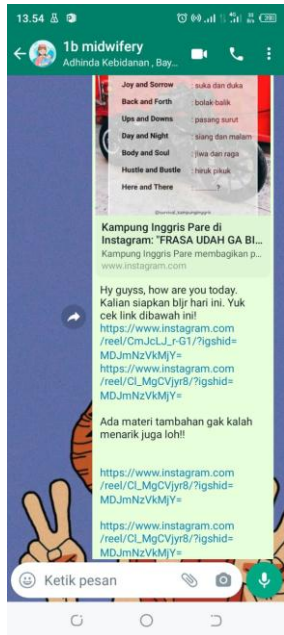 13.54
1b midwifery
Adhinda Kebidanan , Bay...
Joy and Sorrow : suka dan duka
Back and Forth : bolak-balik
Ups and Downs : pasang surut
Day and Night : siang dan malam
Body and Soul : jiwa dan raga
Hustle and Bustle : hiruk pikuk
Here and There ______?
Kampung Inggris Pare di
Instagram: "FRASA UDAH GA BI...
Kampung Inggris Pare membagikan p...
www.instagram.com
Hy guyss, how are you today.
Kalian siapkan bljr hari ini. Yuk
cek link dibawah ini!
https://www.instagram.com
/reel/CmJcLJ_r-G1/?igshid=
MDJmNzVkMjY=
https://www.instagram.com
/reel/Cl_MgCVjyr8/?igshid=
MDJmNzVkMjY=
Ada materi tambahan gak kalah
menarik juga loh!!
https://www.instagram.com
/reel/Cl_MgCVjyr8/?igshid=
MDJmNzVkMjY=
https://www.instagram.com
/reel/Cl_MgCVjyr8/?igshid=
MDJmNzVkMjY=
Ketik pesan